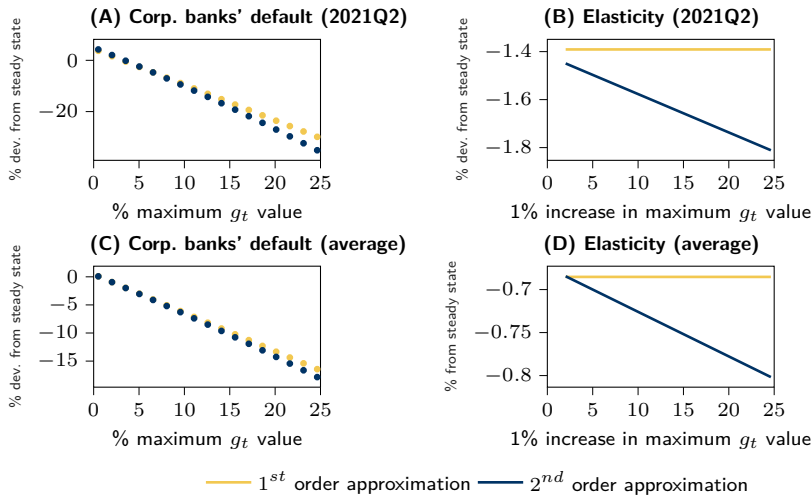 (A) Corp. banks' default (2021Q2)
% dev. from steady state
0
−20
0 5 10 15 20 25
% maximum g_t value
(B) Elasticity (2021Q2)
% dev. from steady state
−1.4
−1.6
−1.8
0 5 10 15 20 25
1% increase in maximum g_t value
(C) Corp. banks' default (average)
% dev. from steady state
0
−5
−10
−15
0 5 10 15 20 25
% maximum g_t value
(D) Elasticity (average)
% from steady state
−0.7
−0.75
−0.8
0 5 10 15 20 25
1% increase in maximum g_t value
1^st order approximation 2^nd order approximation